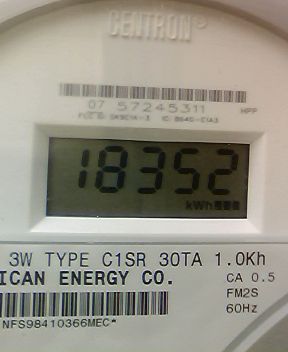 CENTRON®
07 57245311
HPP
18352
kWh
3W TYPE C1SR 30TA 1.0Kh
ICAN ENERGY CO.
CA 0.5
FM2S
60Hz
NFS98410366MEC*